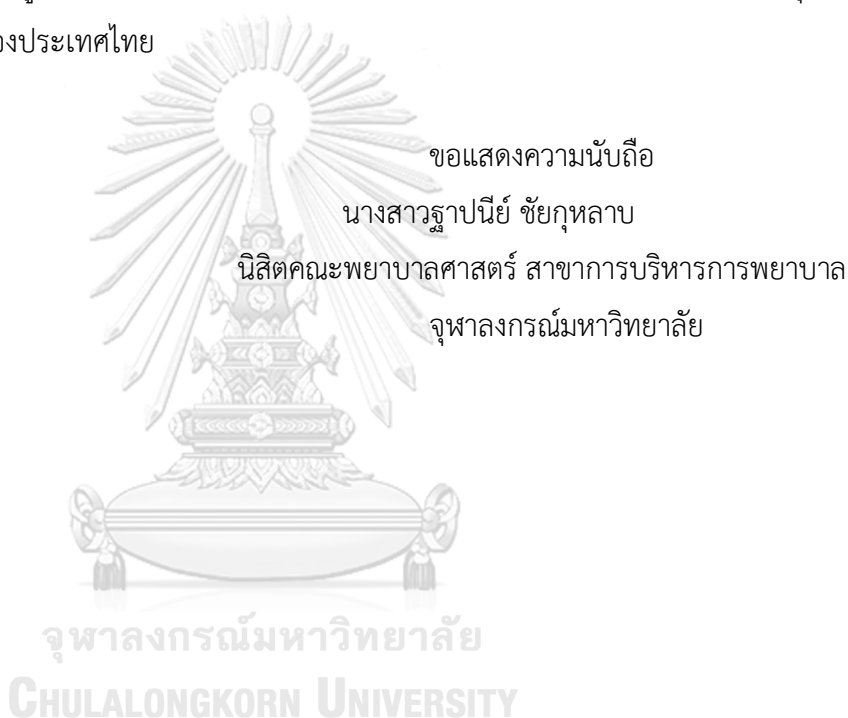 องประเทศไทย
ขอแสดงความนับถือ
นางสาวฐาปนีย์ ชัยกุหลาบ
นิสิตคณะพยาบาลศาสตร์ สาขาการบริหารการพยาบาล
จุฬาลงกรณ์มหาวิทยาลัย
จุฬาลงกรณ์มหาวิทยาลัย
CHULALONGKORN UNIVERSITY